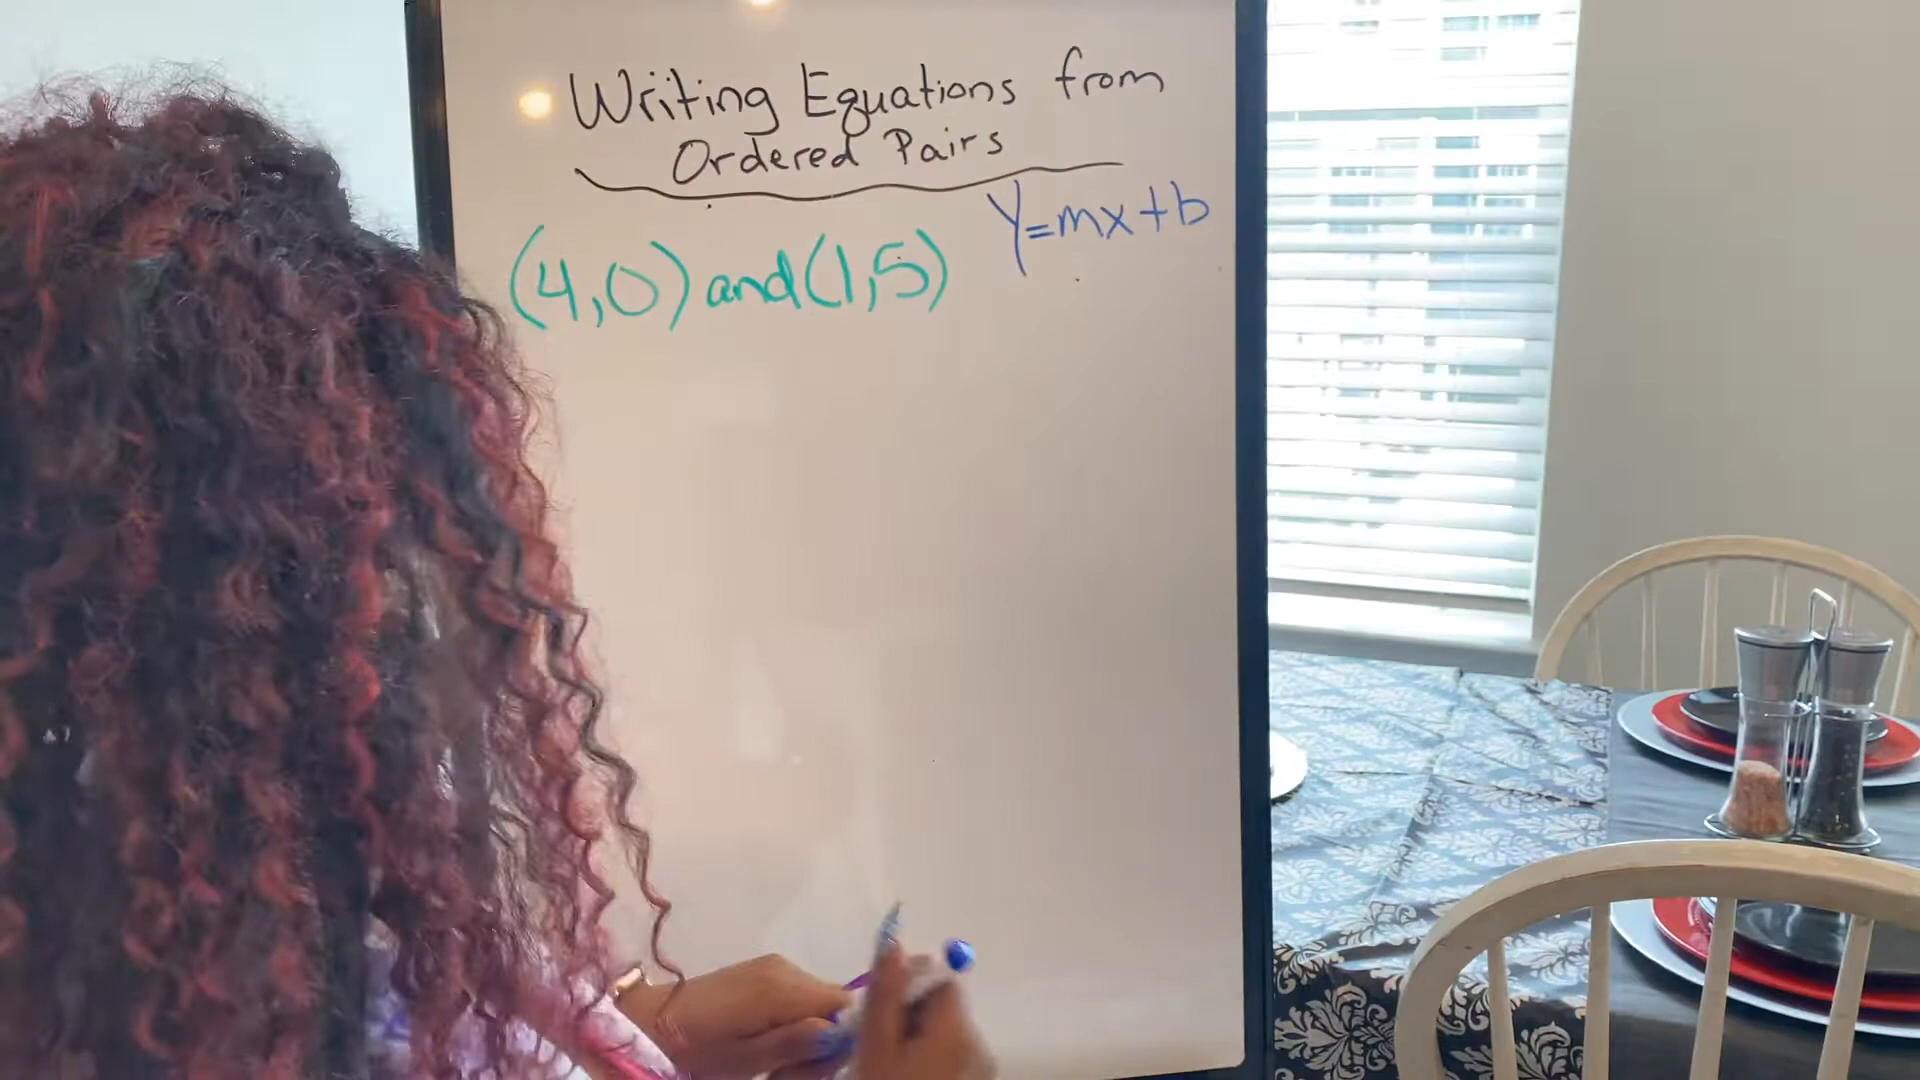 Writing Equations from
Ordered Pairs
y=mx+b
(4,0) and (1,5)